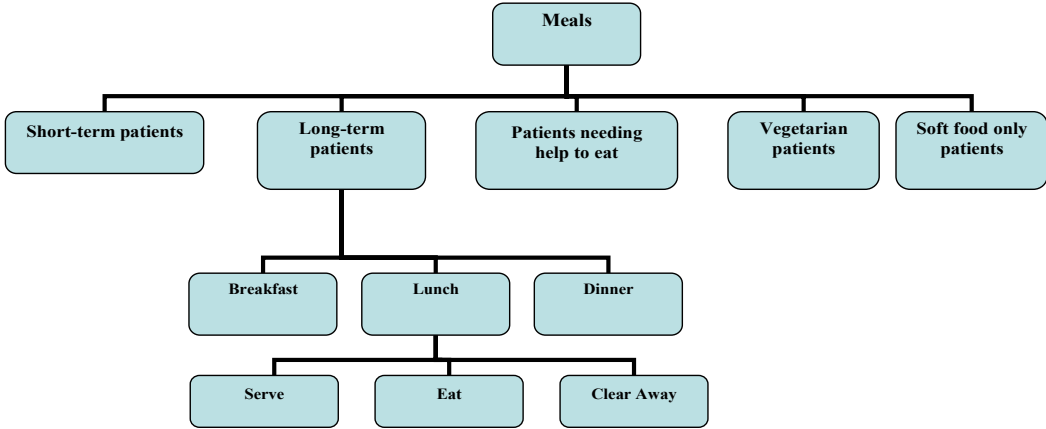 Meals
Short-term patients
Long-term
patients
Patients needing
help to eat
Vegetarian
patients
Soft food only
patients
Breakfast
Lunch
Dinner
Serve
Eat
Clear Away